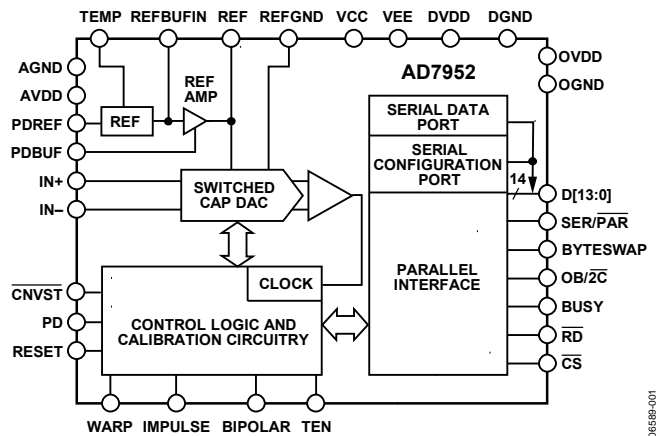 TEMP REFBUFIN REF REFGND VCC VEE DVDD DGND
AGND
AVDD
PDREF
PDBUF
IN+
IN–
CNVST
PD
RESET
REF
REF
AMP
SWITCHED
CAP DAC
CLOCK
CONTROL LOGIC AND
CALIBRATION CIRCUITRY
AD7952
SERIAL DATA
PORT
SERIAL
CONFIGURATION
PORT
14
PARALLEL
INTERFACE
OVDD
OGND
D[13:0]
SER/PAR
BYTESWAP
OB/2C
BUSY
RD
CS
WARP IMPULSE BIPOLAR TEN
06589-001